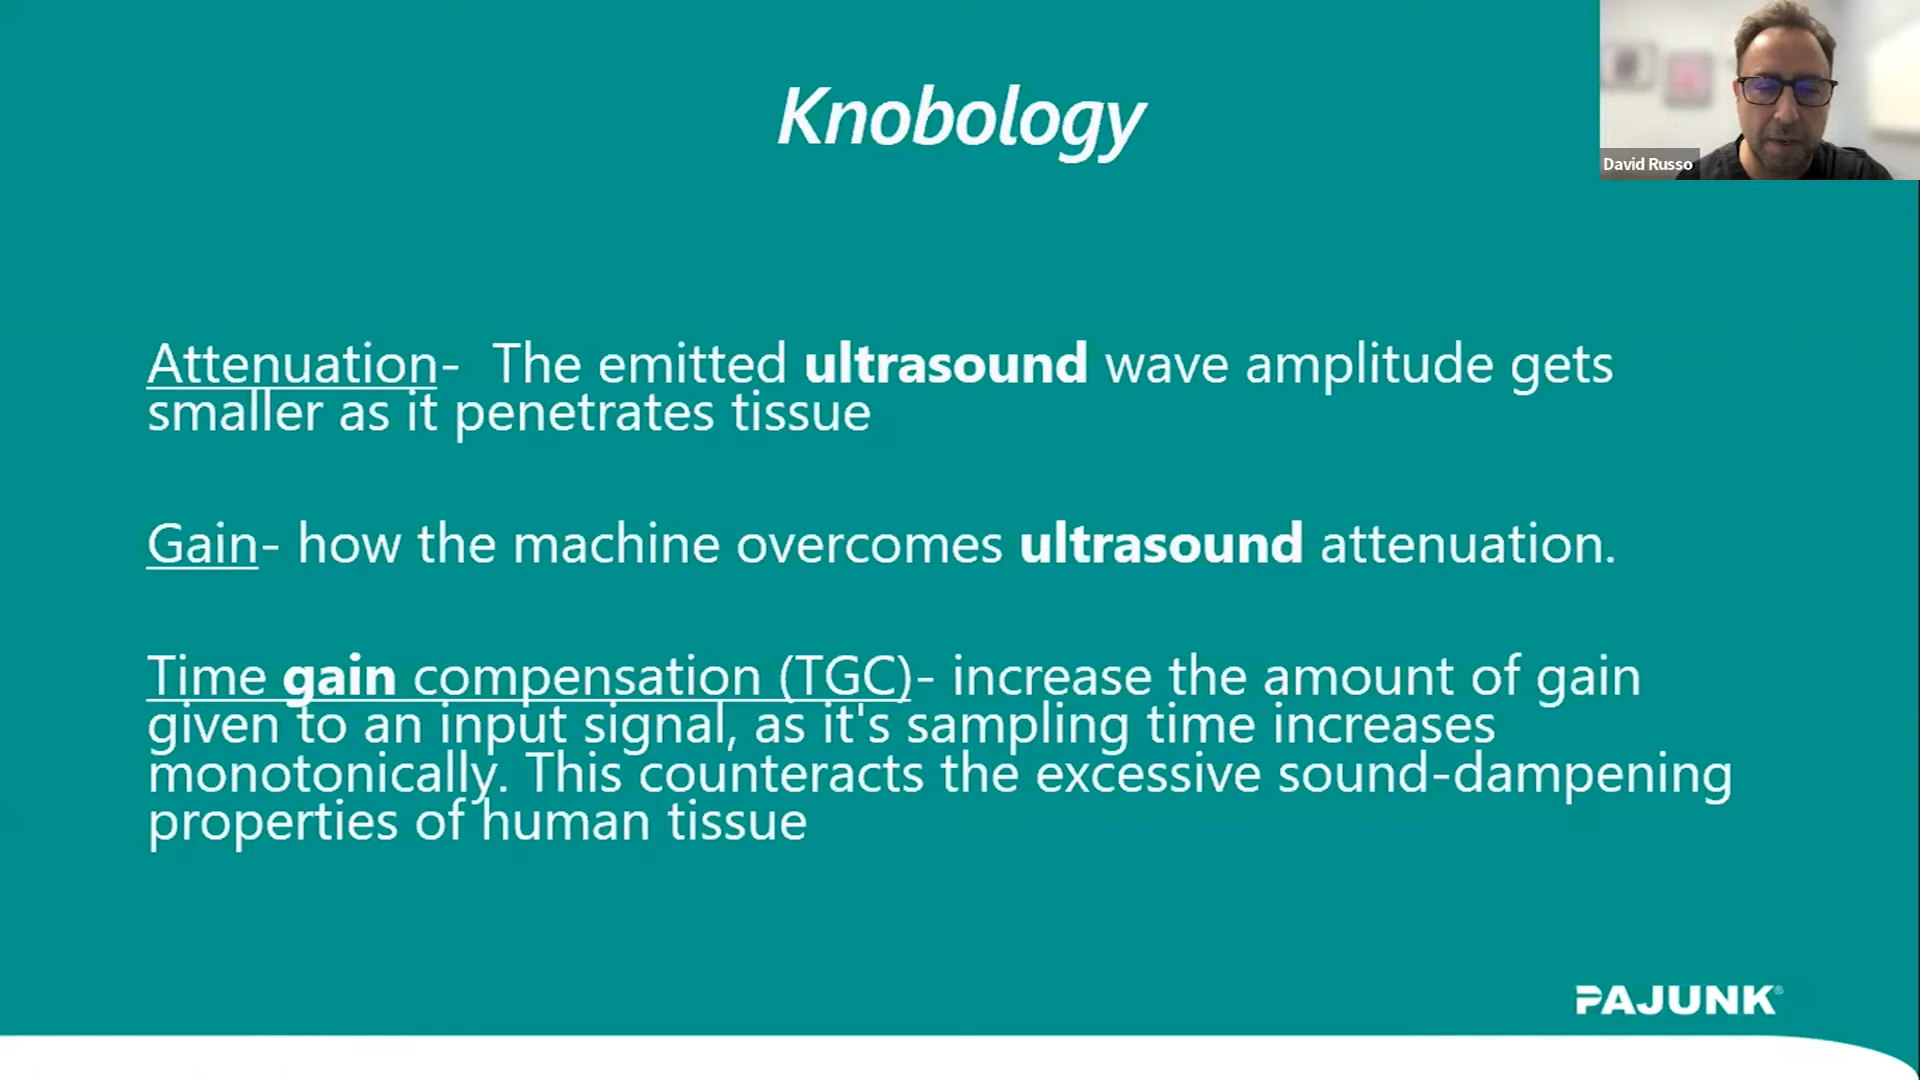 Knobology
David Russo
Attenuation-  The emitted ultrasound wave amplitude gets
smaller as it penetrates tissue
Gain- how the machine overcomes ultrasound attenuation.
Time gain compensation (TGC)- increase the amount of gain
given to an input signal, as it's sampling time increases
monotonically. This counteracts the excessive sound-dampening
properties of human tissue
PAJUNK®